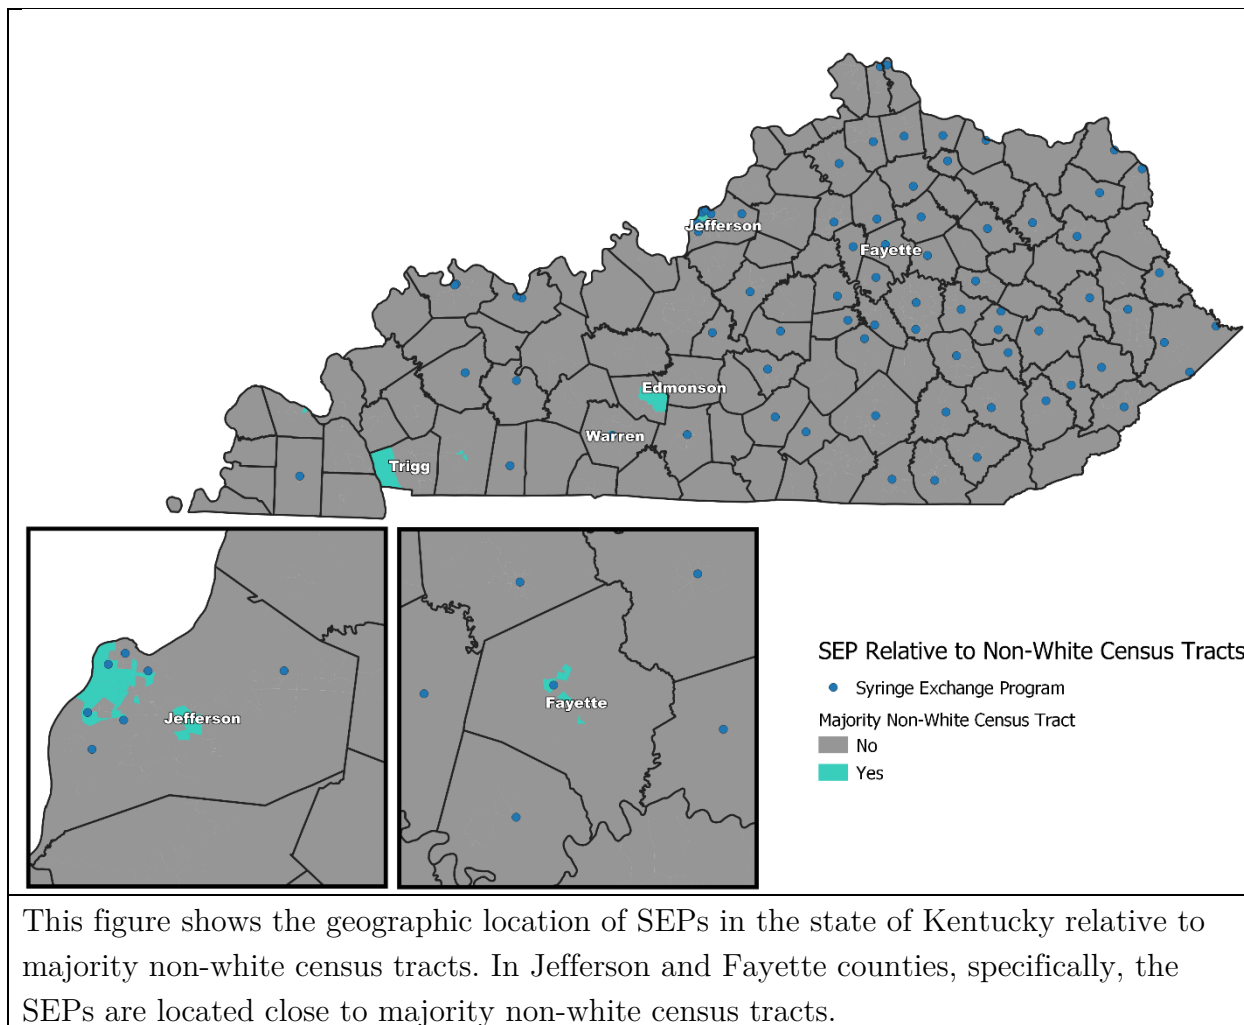 Jefferson
Fayette
Edmonson
Warren
Trigg
Jefferson
Fayette
SEP Relative to Non-White Census Tracts
Syringe Exchange Program
Majority Non-White Census Tract
No
Yes
This figure shows the geographic location of SEPs in the state of Kentucky relative to
majority non-white census tracts. In Jefferson and Fayette counties, specifically, the
SEPs are located close to majority non-white census tracts.